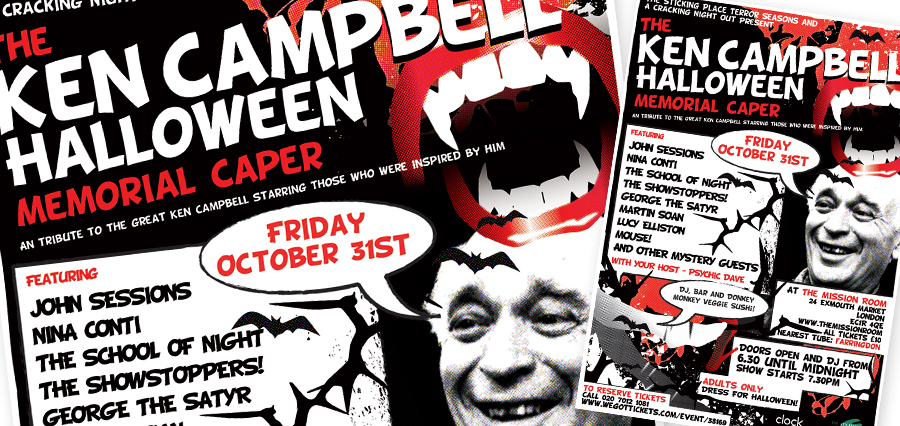 CRACKING NIGHT
THE
KEN CAMPBELL
HALLOWEEN
MEMORIAL CAPER
AN TRIBUTE TO THE GREAT KEN CAMPBELL STARRING THOSE WHO WERE INSPIRED BY HIM
FRIDAY
OCTOBER 31ST
FEATURING
JOHN SESSIONS
NINA CONTI
THE SCHOOL OF NIGHT
THE SHOWSTOPPERS!
GEORGE THE SATYR
THE STICKING PLACE TERROR SEASONS AND
A CRACKING NIGHT OUT PRESENT
THE
KEN CAMPBELL
HALLOWEEN
MEMORIAL CAPER
AN TRIBUTE TO THE GREAT KEN CAMPBELL STARRING THOSE WHO WERE INSPIRED BY HIM
FRIDAY
OCTOBER 31ST
FEATURING
JOHN SESSIONS
NINA CONTI
THE SCHOOL OF NIGHT
THE SHOWSTOPPERS!
GEORGE THE SATYR
MARTIN SOAN
LUCY ELLISTON
MOUSE!
AND OTHER MYSTERY GUESTS
WITH YOUR HOST - PSYCHIC DAVE
DJ, BAR AND DONKEY
MONKEY VEGGIE SUSHI!
AT THE MISSION ROOM
24 EXMOUTH MARKET
LONDON
EC1R 4QE
WWW.THEMISSIONROOM
ALL TICKETS £10
NEAREST TUBE: FARRINGDON
DOORS OPEN AND DJ FROM
6.30 UNTIL MIDNIGHT
SHOW STARTS 7.30PM
ADULTS ONLY
DRESS FOR HALLOWEEN!
TO RESERVE TICKETS
CALL 020 7012 1081
WWW.WEGOTTICKETS.COM/EVENT/38169
clock